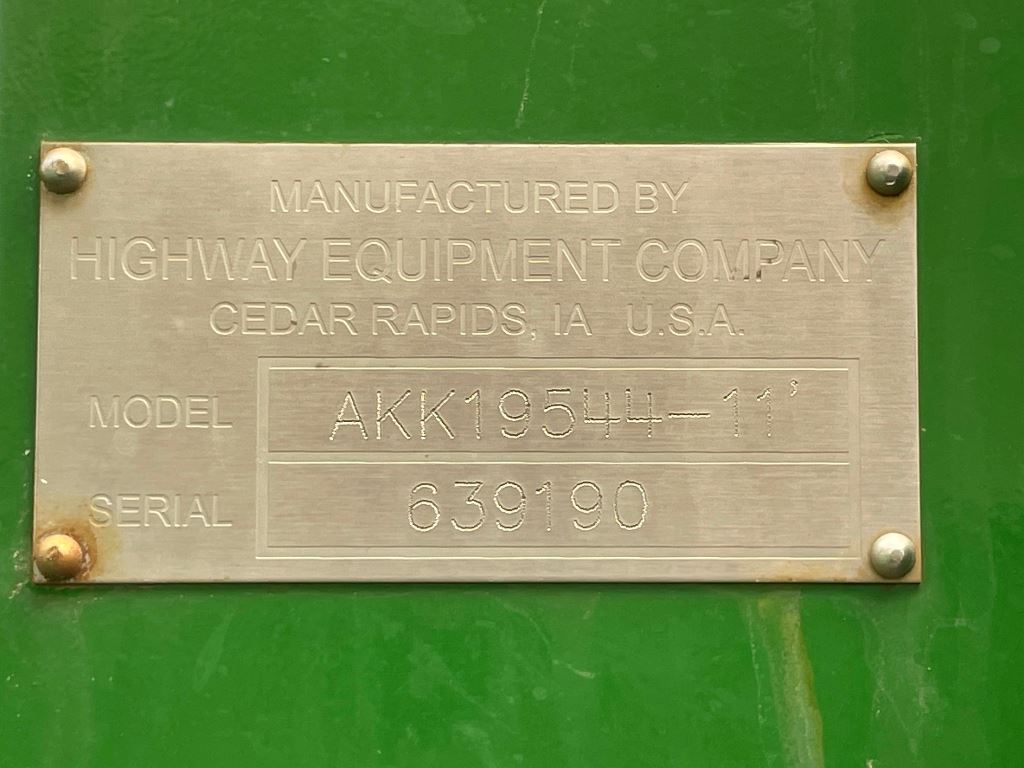 MANUFACTURED BY
HIGHWAY EQUIPMENT COMPANY
CEDAR RAPIDS, IA U.S.A.
MODEL AKK19544-11'
SERIAL 639190